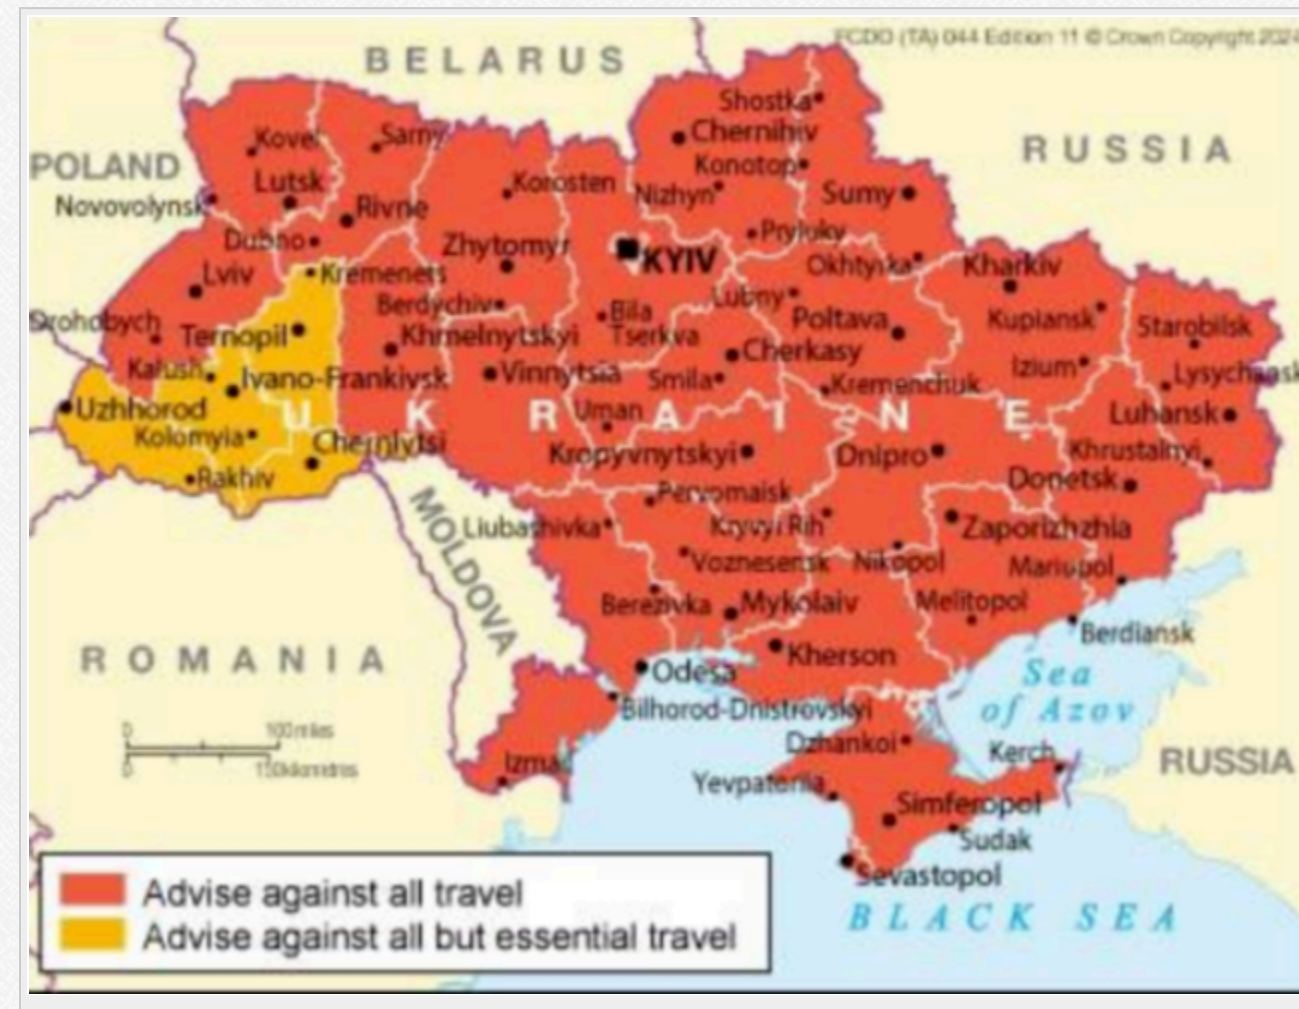 FCDO (TA) 044 Edition 11 © Crown Copyright 2024
BELARUS
Shostka
Chernihiv
Kovel
Sarny
RUSSIA
POLAND
Konotop
Lutsk
Korosten
Nizhyn
Sumy
Novovolynsk
Rivne
Pryluky
Dubno
Zhytomyr
KYIV
Okhtyrka
Kharkiv
Lviv
Kremenets
Berdychiv
Bila
Tserkva
Lubny
Poltava
Kupiansk
Starobilsk
Drohobych
Ternopil
Khmelnytskyi
Cherkasy
Kalush
Ivano-Frankivsk
Vinnytsia
Smila
Kremenchuk
Izium
Uzhhorod
UKRAINE
Uman
Luhansk
Kolomyia
Kropyvnytskyi
Dnipro
Khrustalnyi
Rakhiv
Pervomaisk
Donetsk
MOLDOVA
Liubashivka
Kryvyi Rih
Zaporizhzhia
Voznesensk
Nikopol
Mariupol
Berezivka
Mykolaiv
Melitopol
Berdiansk
ROMANIA
Odesa
Kherson
Sea
of Azov
Bilhorod-Dnistrovskyi
0
100miles
0
150kilometres
Izmail
Dzhankoi
Kerch
RUSSIA
Yevpatoriia
Simferopol
Sudak
Sevastopol
BLACK SEA
Advise against all travel
Advise against all but essential travel